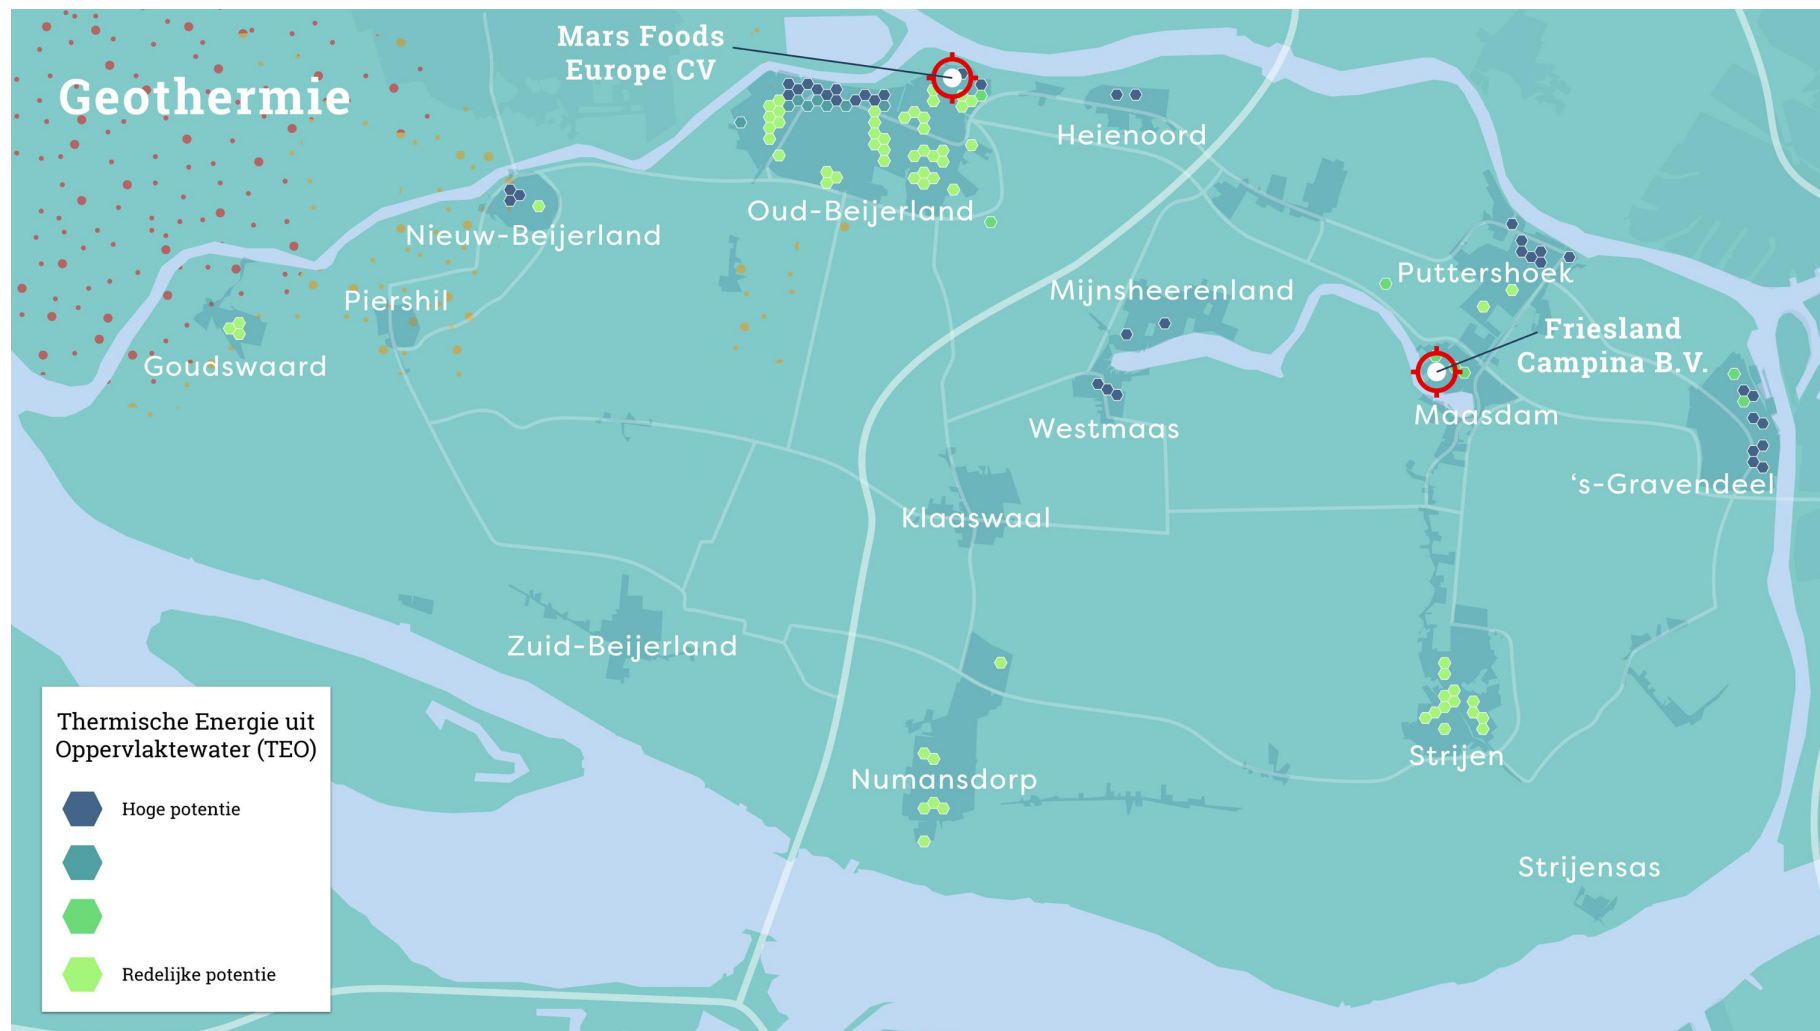 Geothermie
Mars Foods
Europe CV
Heienoord
Oud-Beijerland
Nieuw-Beijerland
Piershil
Goudswaard
Mijnsheerenland
Puttershoek
Friesland
Campina B.V.
Maasdam
Westmaas
‘s-Gravendeel
Klaaswaal
Zuid-Beijerland
Numansdorp
Strijen
Strijensas
Thermische Energie uit
Oppervlaktewater (TEO)
Hoge potentie
Redelijke potentie